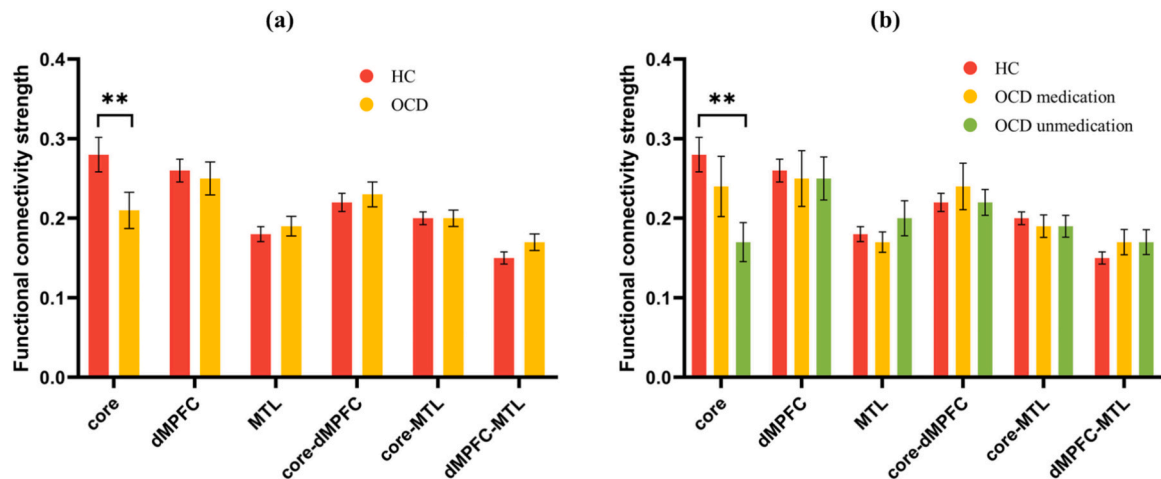 (a)
Functional connectivity strength
0.4
0.3
0.2
0.1
0.0
**
HC
OCD
core
dMPFC
MTL
core-dMPFC
core-MTL
dMPFC-MTL
(b)
Functional connectivity strength
0.4
0.3
0.2
0.1
0.0
**
HC
OCD medication
OCD unmedication
core
dMPFC
MTL
core-dMPFC
core-MTL
dMPFC-MTL